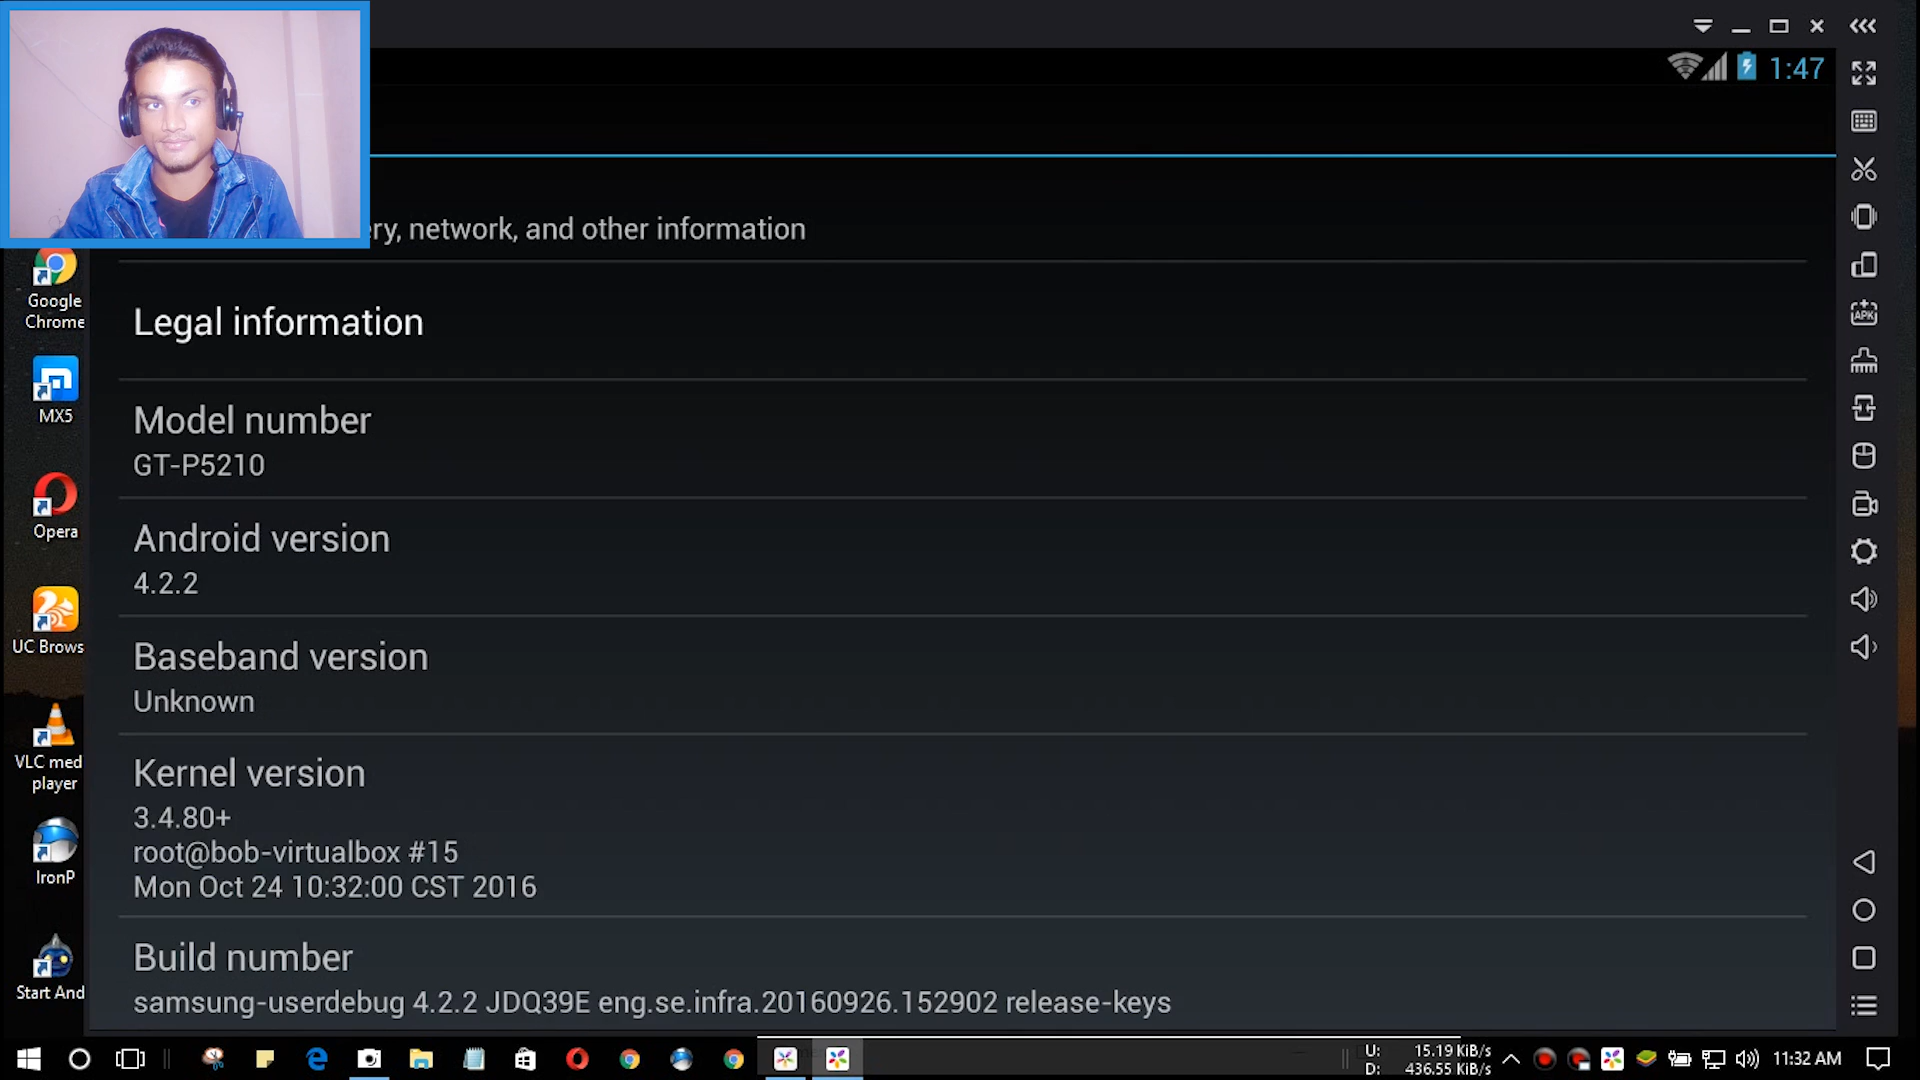 1:47
ry, network, and other information
Legal information
Model number
GT-P5210
Android version
4.2.2
Baseband version
Unknown
Kernel version
3.4.80+
root@bob-virtualbox #15
Mon Oct 24 10:32:00 CST 2016
Build number
samsung-userdebug 4.2.2 JDQ39E eng.se.infra.20160926.152902 release-keys
Google
Chrome
MX5
Opera
UC Brows
VLC med
player
IronP
Start And
APK
U: 15.19 KiB/s
D: 436.55 KiB/s
11:32 AM